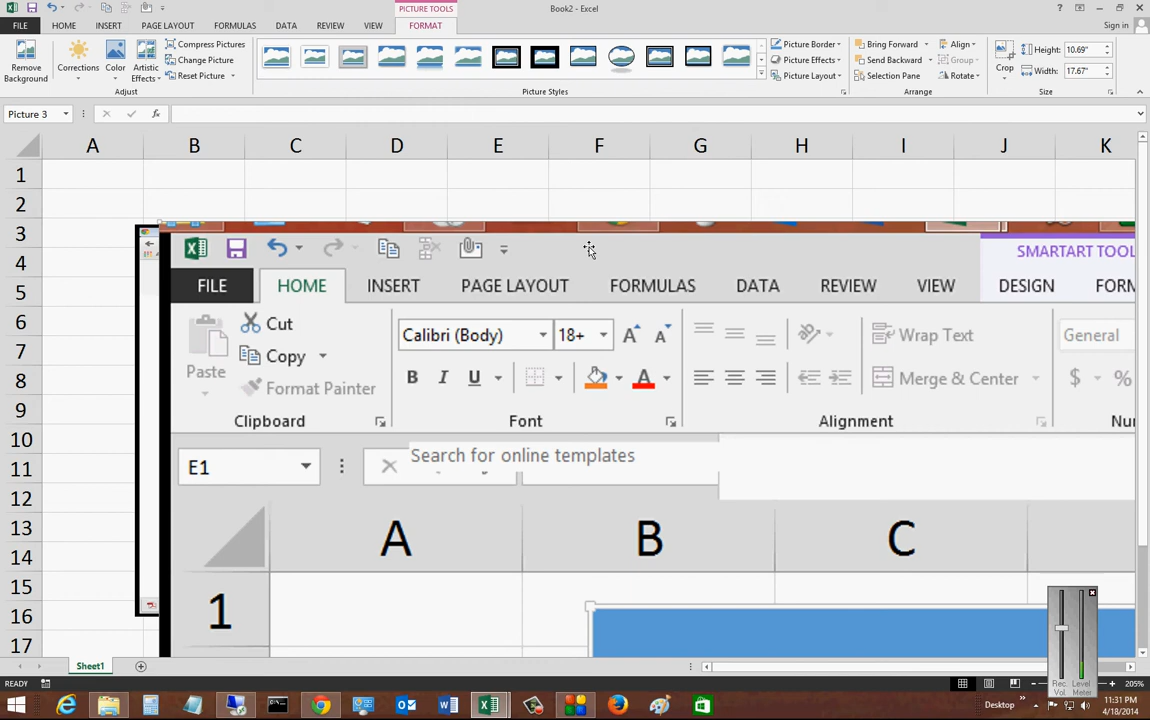 Book2 - Excel
PICTURE TOOLS
Sign in
FILE HOME INSERT PAGE LAYOUT FORMULAS DATA REVIEW VIEW FORMAT
Remove Background
Corrections
Color
Artistic Effects
Compress Pictures
Change Picture
Reset Picture
Adjust
Picture Styles
Picture Border
Picture Effects
Picture Layout
Bring Forward
Send Backward
Selection Pane
Align
Group
Rotate
Arrange
Crop
Height: 10.69"
Width: 17.67"
Size
Picture 3
fx
A B C D E F G H I J K
1
2
3
4
5
6
7
8
9
10
11
12
13
14
15
16
17
SMARTART TOOL
FILE HOME INSERT PAGE LAYOUT FORMULAS DATA REVIEW VIEW DESIGN FORM
Paste
Cut
Copy
Format Painter
Clipboard
Calibri (Body) 18+
B I U
Font
Wrap Text
Merge & Center
Alignment
General
$ %
Nu
E1
Search for online templates
A B C
1
Rec. Vol
Level Meter
Sheet1
READY
205%
Desktop
11:31 PM
4/18/2014